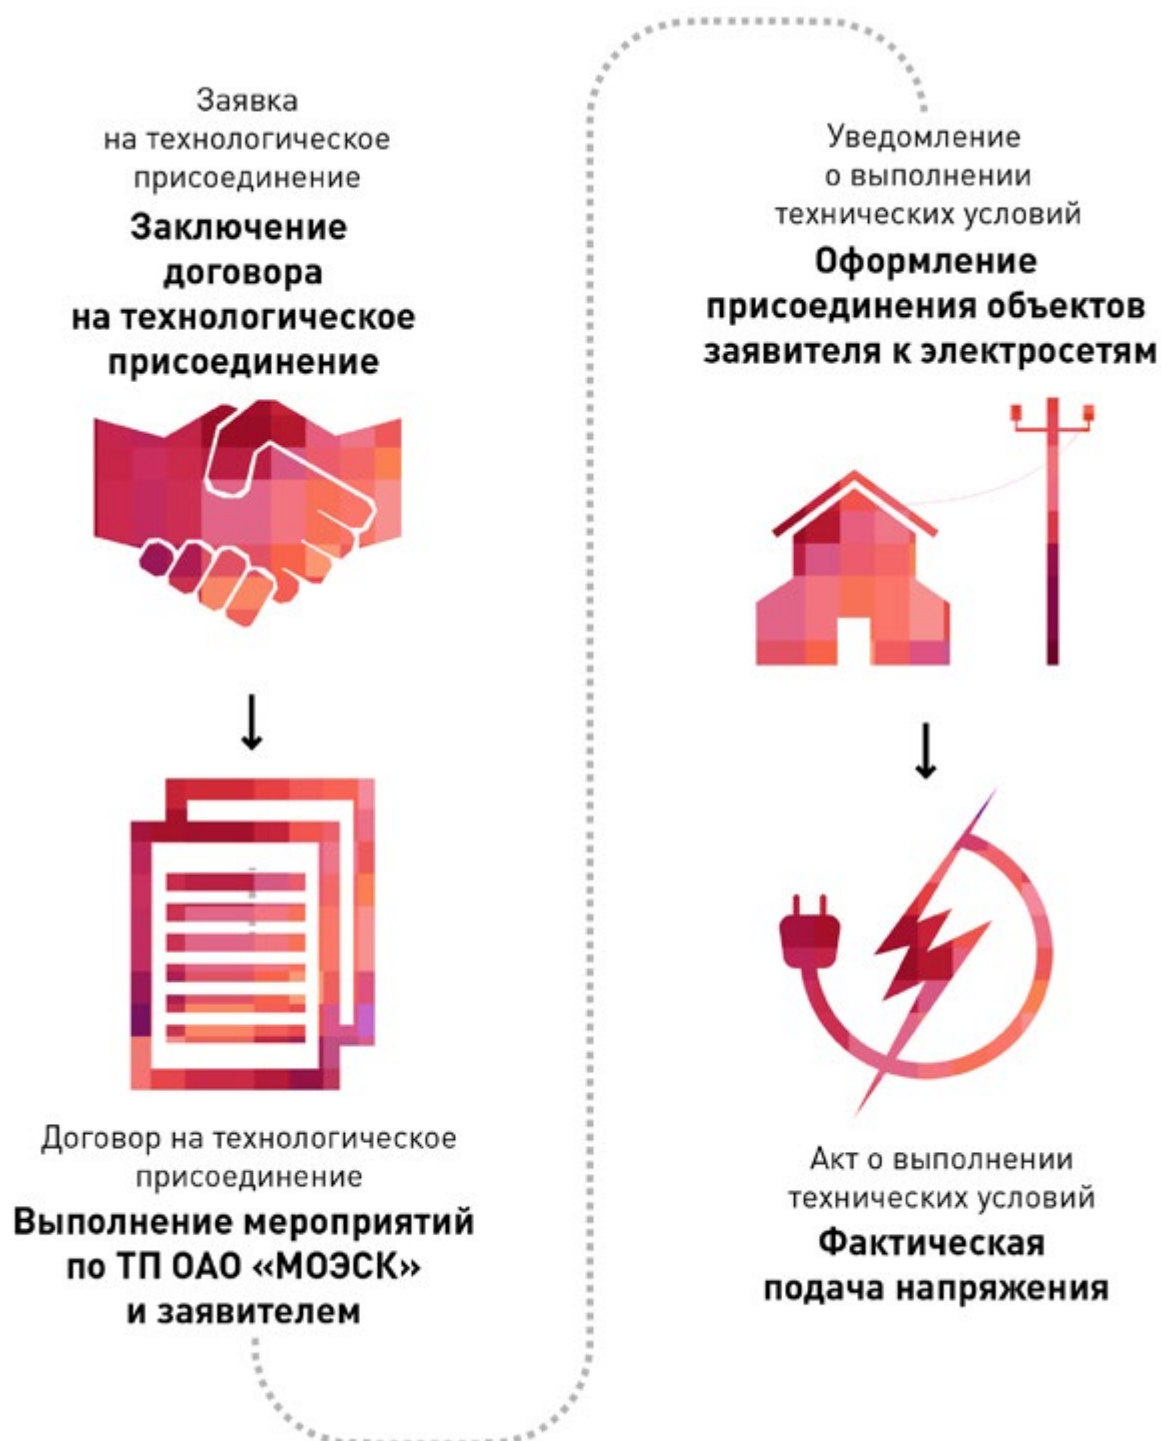 Заявка
на технологическое
присоединение
Заключение
договора
на технологическое
присоединение
Договор на технологическое
присоединение
Выполнение мероприятий
по ТП ОАО «МОЭСК»
и заявителем
Уведомление
о выполнении
технических условий
Оформление
присоединения объектов
заявителя к электросетям
Акт о выполнении
технических условий
Фактическая
подача напряжения